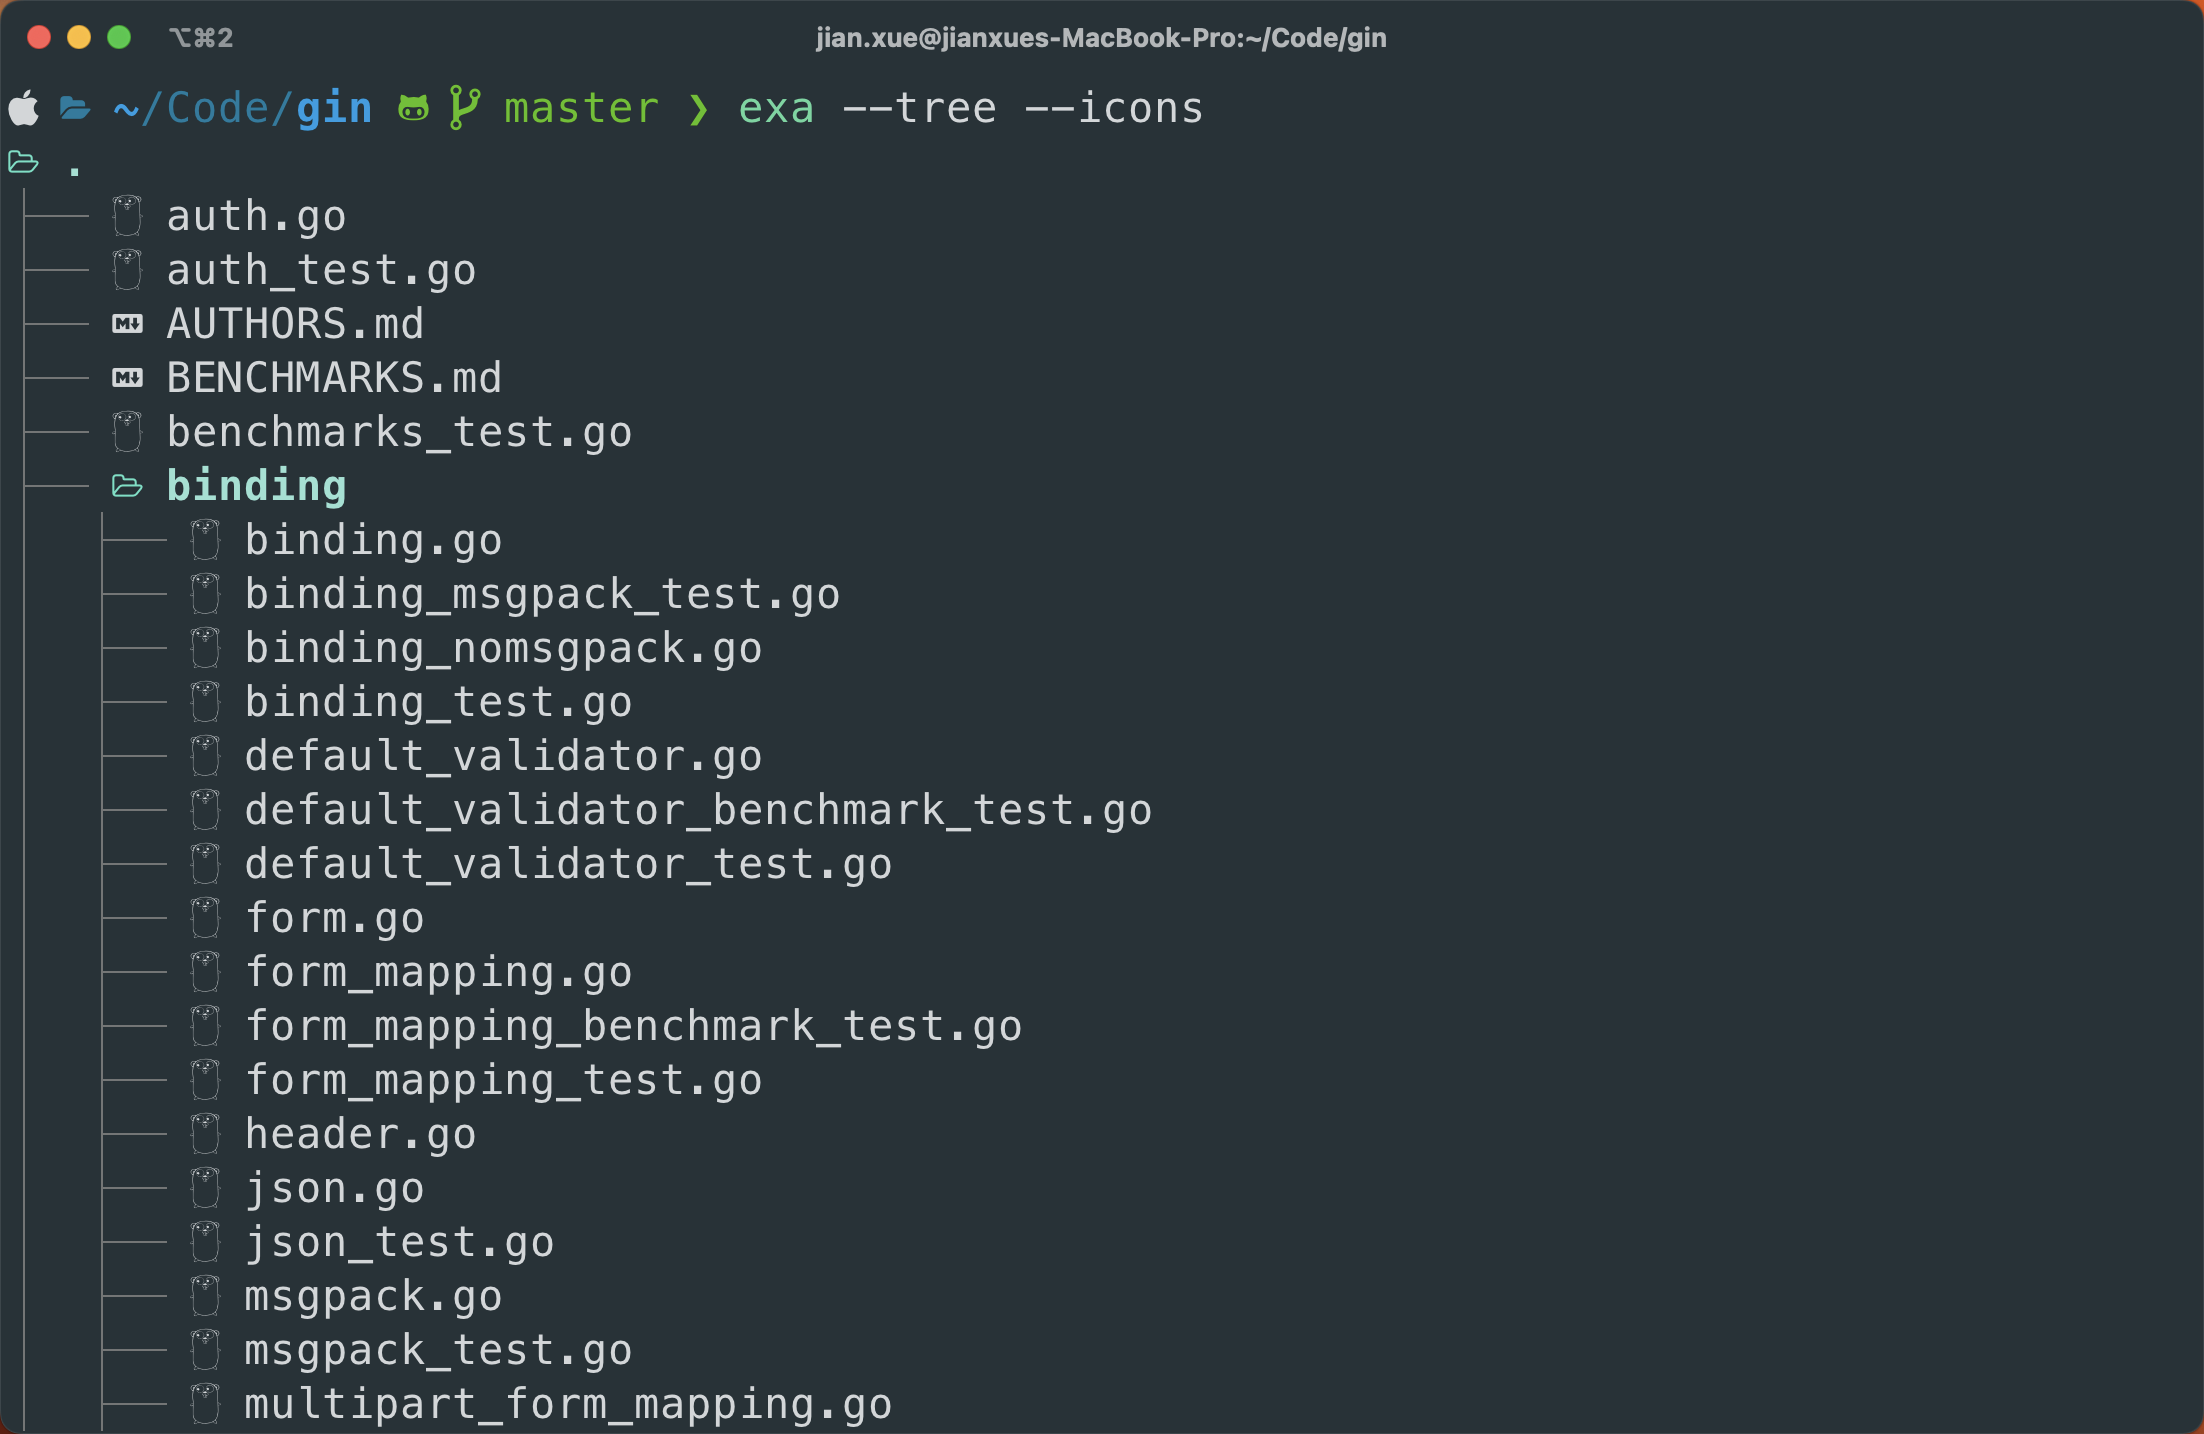 ⌥⌘2 jian.xue@jianxues-MacBook-Pro:~/Code/gin
~/Code/gin master ❯ exa --tree --icons
.
auth.go
auth_test.go
AUTHORS.md
BENCHMARKS.md
benchmarks_test.go
binding
binding.go
binding_msgpack_test.go
binding_nomsgpack.go
binding_test.go
default_validator.go
default_validator_benchmark_test.go
default_validator_test.go
form.go
form_mapping.go
form_mapping_benchmark_test.go
form_mapping_test.go
header.go
json.go
json_test.go
msgpack.go
msgpack_test.go
multipart_form_mapping.go